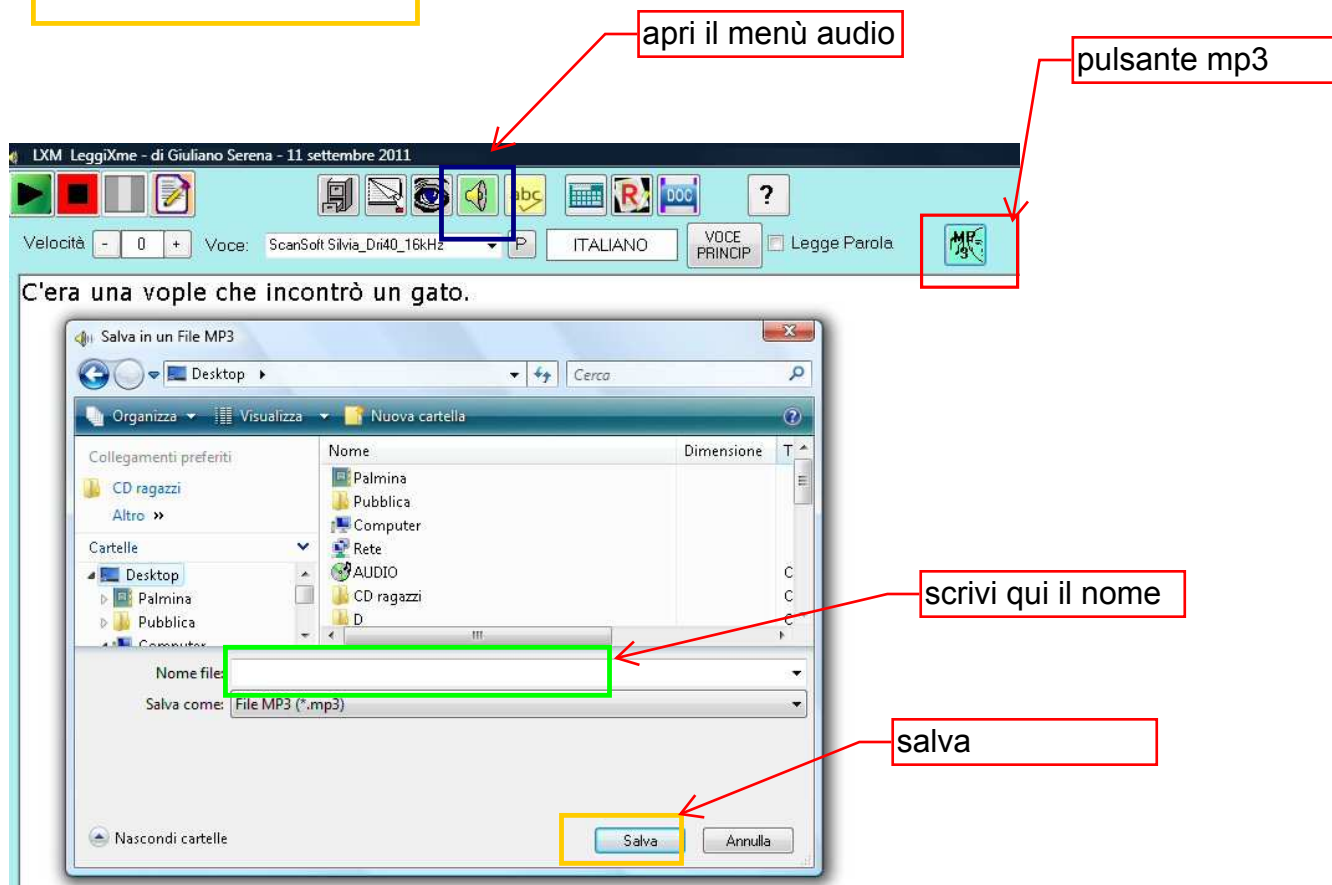 apri il menù audio
pulsante mp3
LXM LeggiXme - di Giuliano Serena - 11 settembre 2011
abc R DOC ?
Velocità - 0 + Voce: ScanSoft Silvia_Dri40_16kHz P ITALIANO VOCE PRINCIP Legge Parola MP3
C'era una vople che incontrò un gato.
Salva in un File MP3
Desktop Cerca
Organizza Visualizza Nuova cartella
Collegamenti preferiti
CD ragazzi
Altro »
Cartelle
Desktop
Palmina
Pubblica
Computer
Nome Dimensione T
Palmina
Pubblica
Computer
Rete
AUDIO C
CD ragazzi C
D C
scrivi qui il nome
Nome file:
Salva come: File MP3 (*.mp3)
salva
Nascondi cartelle Salva Annulla